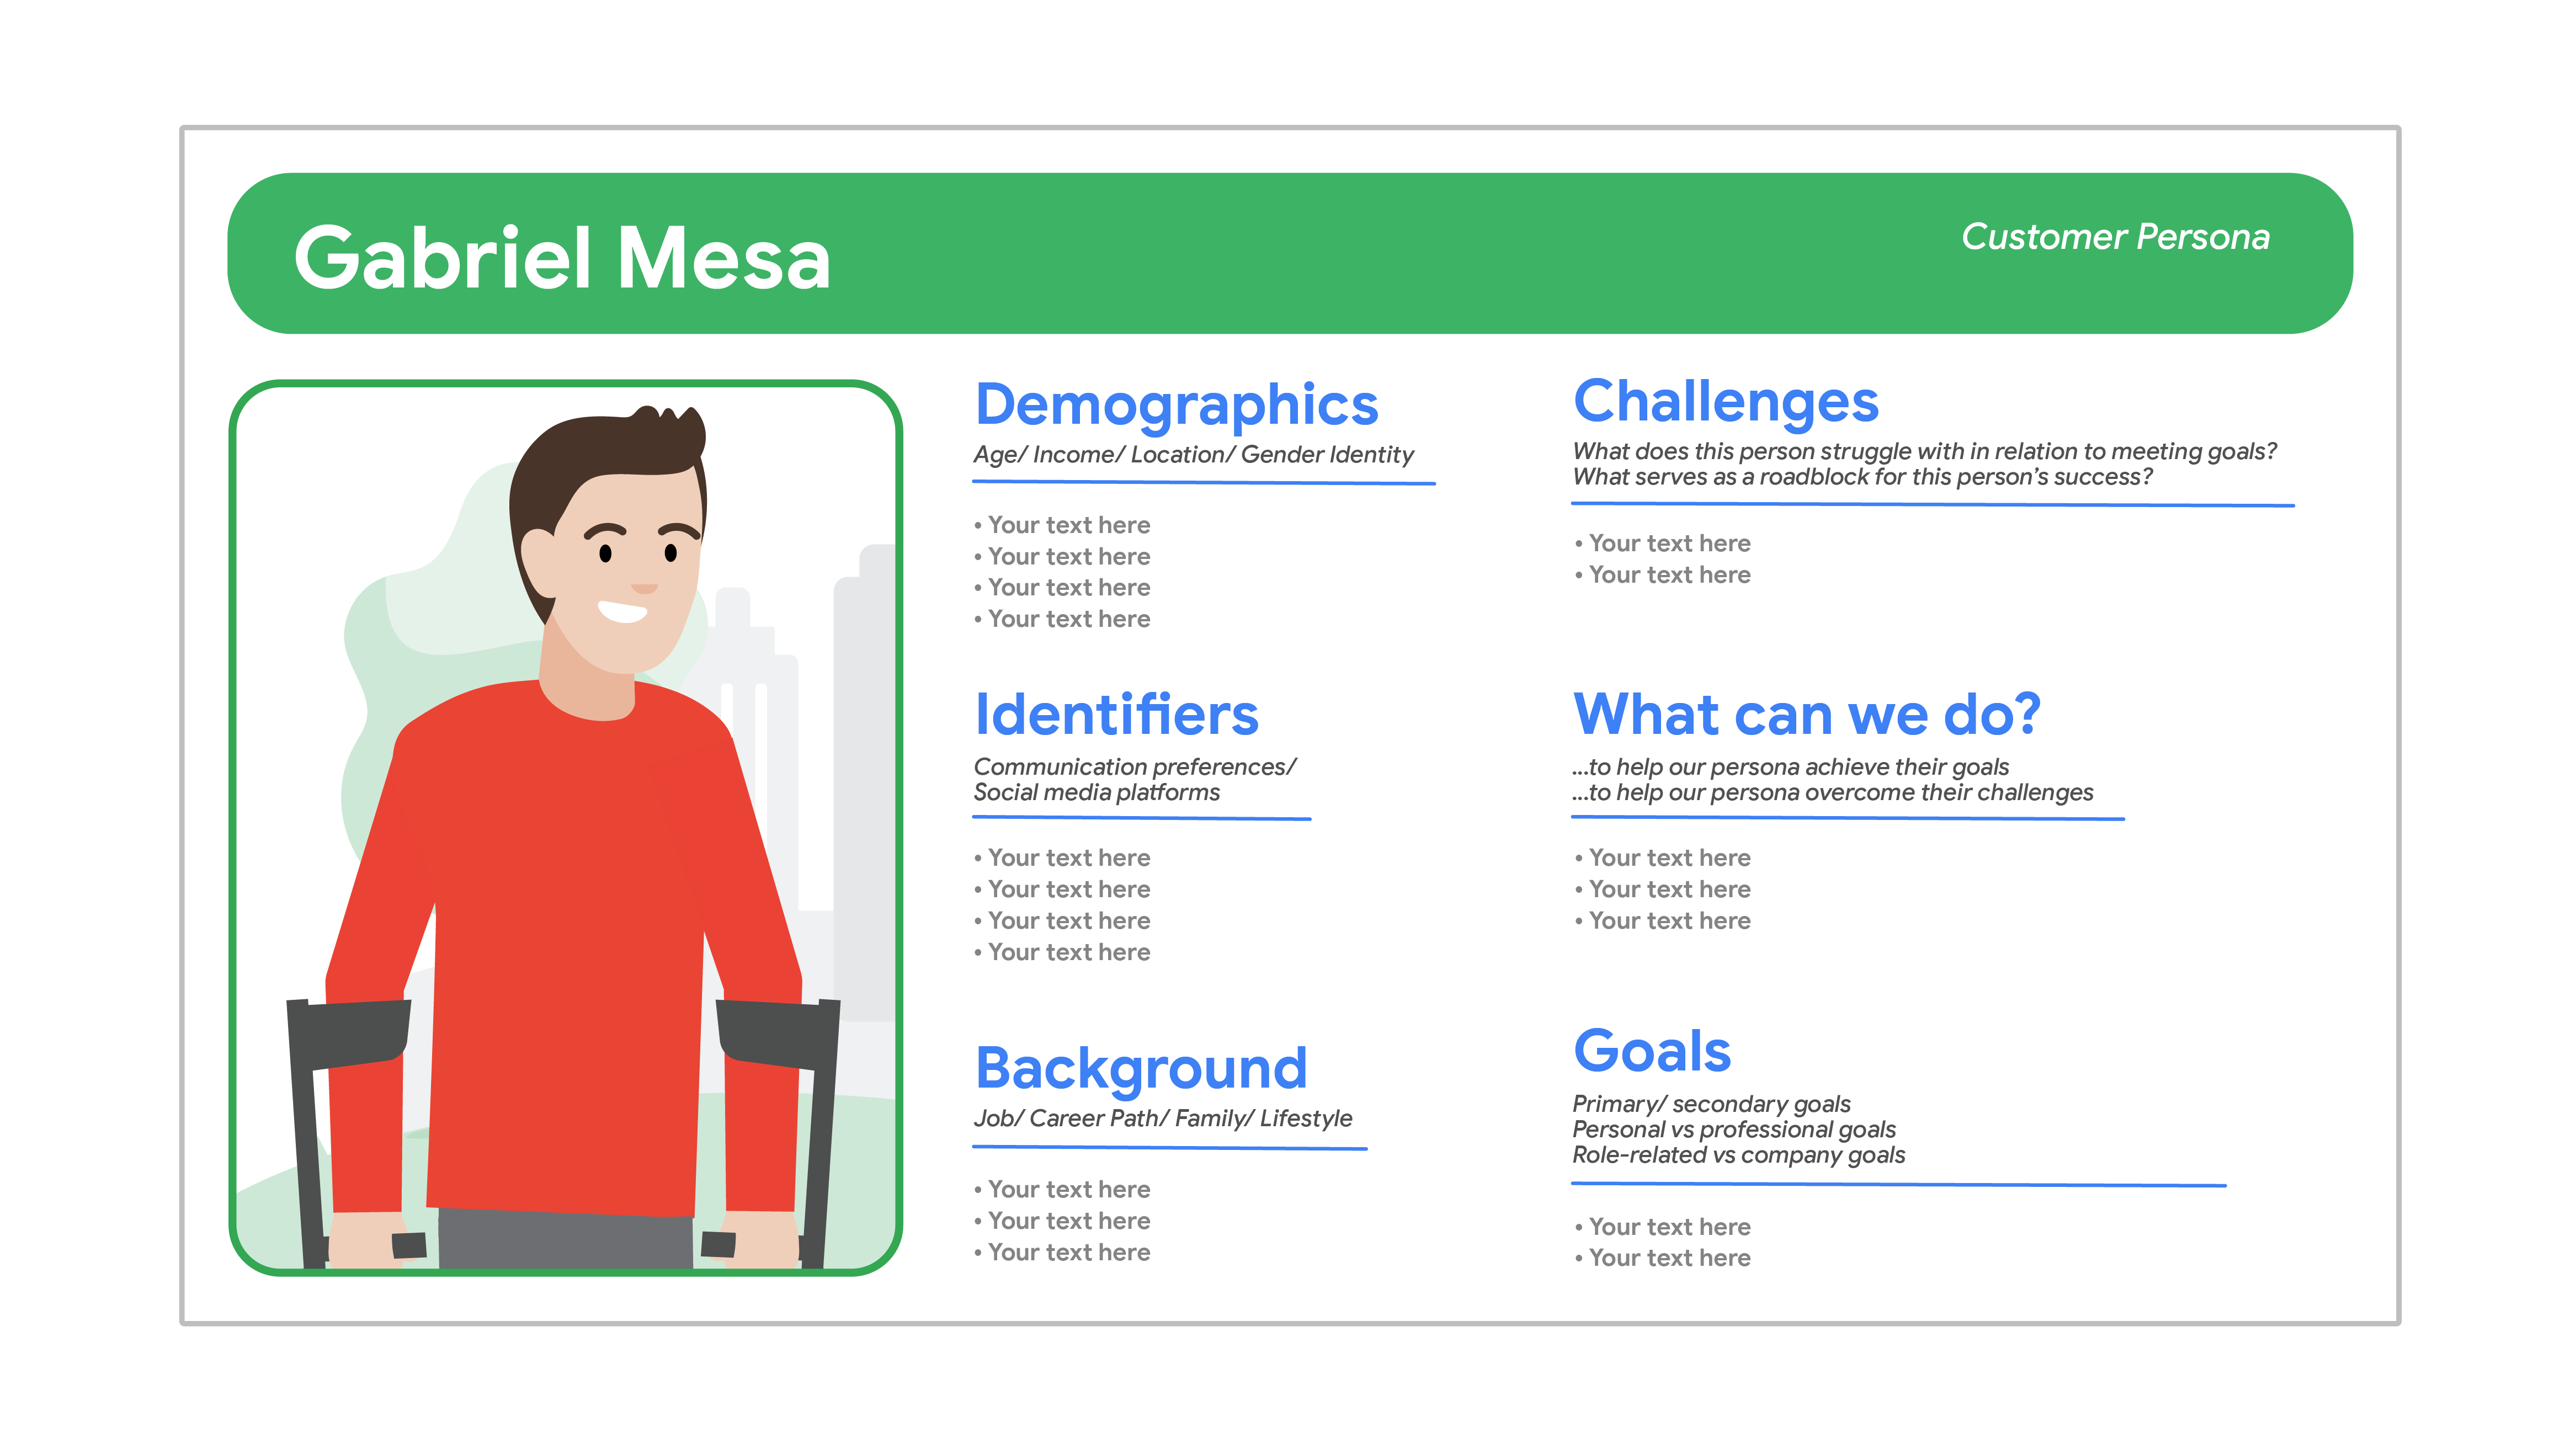 Gabriel Mesa
Customer Persona
Demographics
Age/ Income/ Location/ Gender Identity
• Your text here
• Your text here
• Your text here
• Your text here
Identifiers
Communication preferences/
Social media platforms
• Your text here
• Your text here
• Your text here
• Your text here
Background
Job/ Career Path/ Family/ Lifestyle
• Your text here
• Your text here
• Your text here
Challenges
What does this person struggle with in relation to meeting goals?
What serves as a roadblock for this person’s success?
• Your text here
• Your text here
What can we do?
...to help our persona achieve their goals
...to help our persona overcome their challenges
• Your text here
• Your text here
• Your text here
Goals
Primary/ secondary goals
Personal vs professional goals
Role-related vs company goals
• Your text here
• Your text here